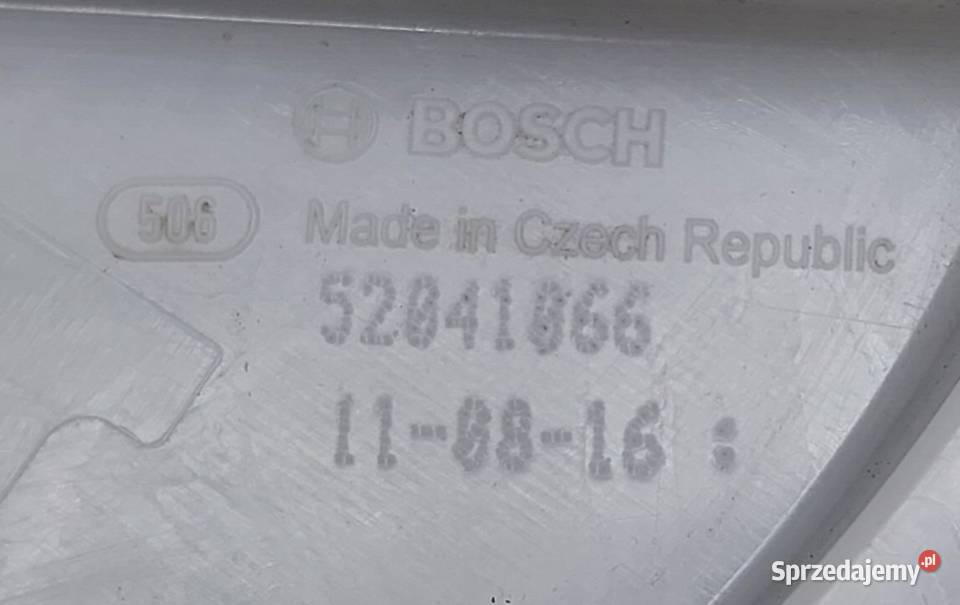 BOSCH
506 Made in Czech Republic
52041066
11-08-16 :
Sprzedajemy.pl